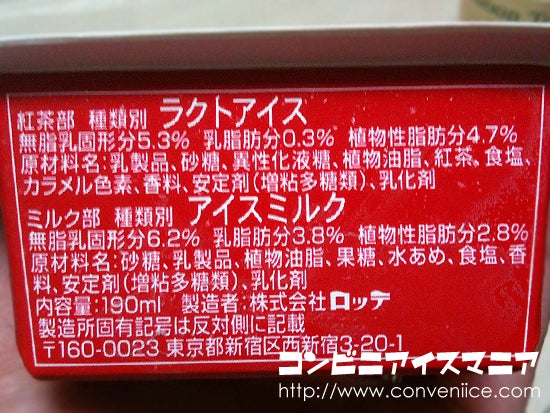 紅茶部 種類別 ラクトアイス
無脂乳固形分5.3% 乳脂肪分0.3% 植物性脂肪分4.7%
原材料名:乳製品、砂糖、異性化液糖、植物油脂、紅茶、食塩、
カラメル色素、香料、安定剤(増粘多糖類)、乳化剤
ミルク部 種類別 アイスミルク
無脂乳固形分6.2% 乳脂肪分3.8% 植物性脂肪分2.8%
原材料名:砂糖、乳製品、植物油脂、果糖、水あめ、食塩、香
料、安定剤(増粘多糖類)、乳化剤
内容量:190ml 製造者:株式会社ロッテ
製造所固有記号は反対側に記載
〒160-0023 東京都新宿区西新宿3-20-1
コンビニアイスマニア
http://www.conveniice.com/